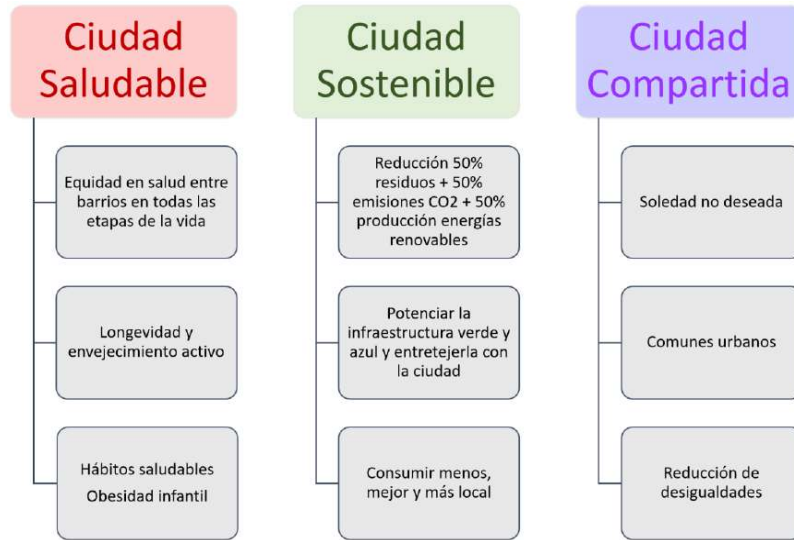 Ciudad
Saludable
Equidad en salud entre
barrios en todas las
etapas de la vida
Longevidad y
envejecimiento activo
Hábitos saludables
Obesidad infantil
Ciudad
Sostenible
Reducción 50%
residuos + 50%
emisiones CO2 + 50%
producción energías
renovables
Potenciar la
infraestructura verde y
azul y entretejerla con
la ciudad
Consumir menos,
mejor y más local
Ciudad
Compartida
Soledad no deseada
Comunes urbanos
Reducción de
desigualdades